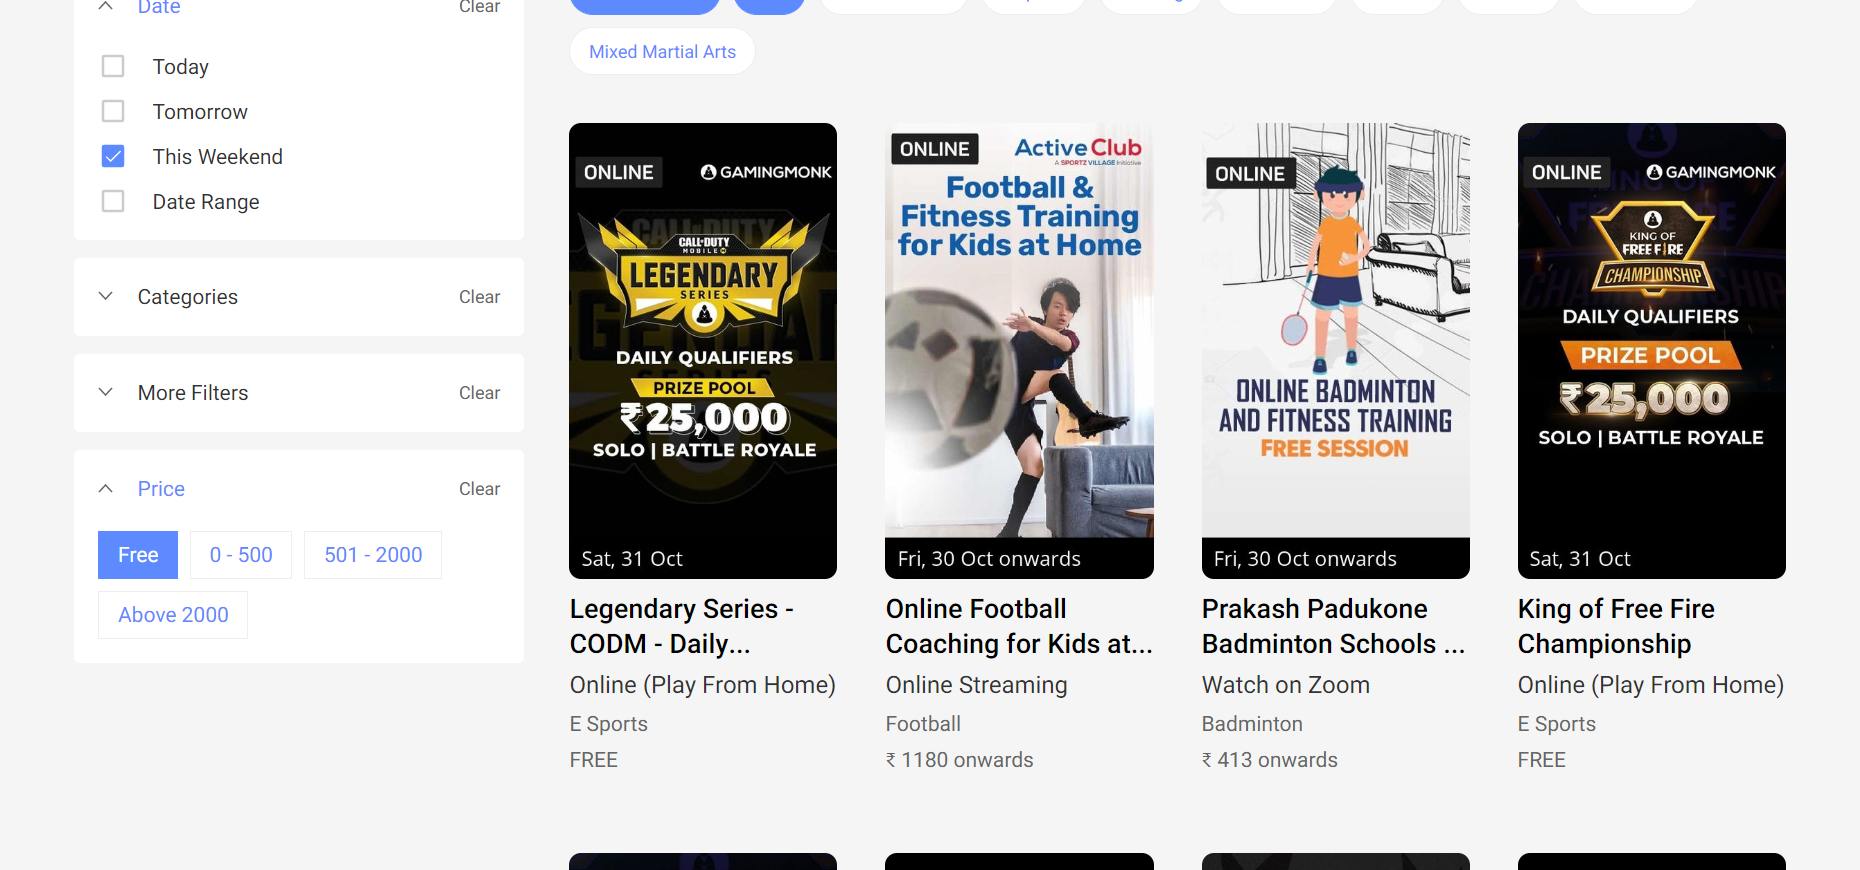 Date
Clear
Today
Tomorrow
This Weekend
Date Range
Categories
Clear
More Filters
Clear
Price
Clear
Free
0 - 500
501 - 2000
Above 2000
Mixed Martial Arts
ONLINE
GAMINGMONK
CALL OF DUTY
MOBILE
LEGENDARY
SERIES
DAILY QUALIFIERS
PRIZE POOL
₹25,000
SOLO | BATTLE ROYALE
Sat, 31 Oct
Legendary Series -
CODM - Daily...
Online (Play From Home)
E Sports
FREE
ONLINE
Active Club
A SPORTZ VILLAGE Initiative
Football &
Fitness Training
for Kids at Home
Fri, 30 Oct onwards
Online Football
Coaching for Kids at...
Online Streaming
Football
₹ 1180 onwards
ONLINE
ONLINE BADMINTON
AND FITNESS TRAINING
FREE SESSION
Fri, 30 Oct onwards
Prakash Padukone
Badminton Schools ...
Watch on Zoom
Badminton
₹ 413 onwards
ONLINE
GAMINGMONK
KING OF
FREE FIRE
CHAMPIONSHIP
DAILY QUALIFIERS
PRIZE POOL
₹25,000
SOLO | BATTLE ROYALE
Sat, 31 Oct
King of Free Fire
Championship
Online (Play From Home)
E Sports
FREE